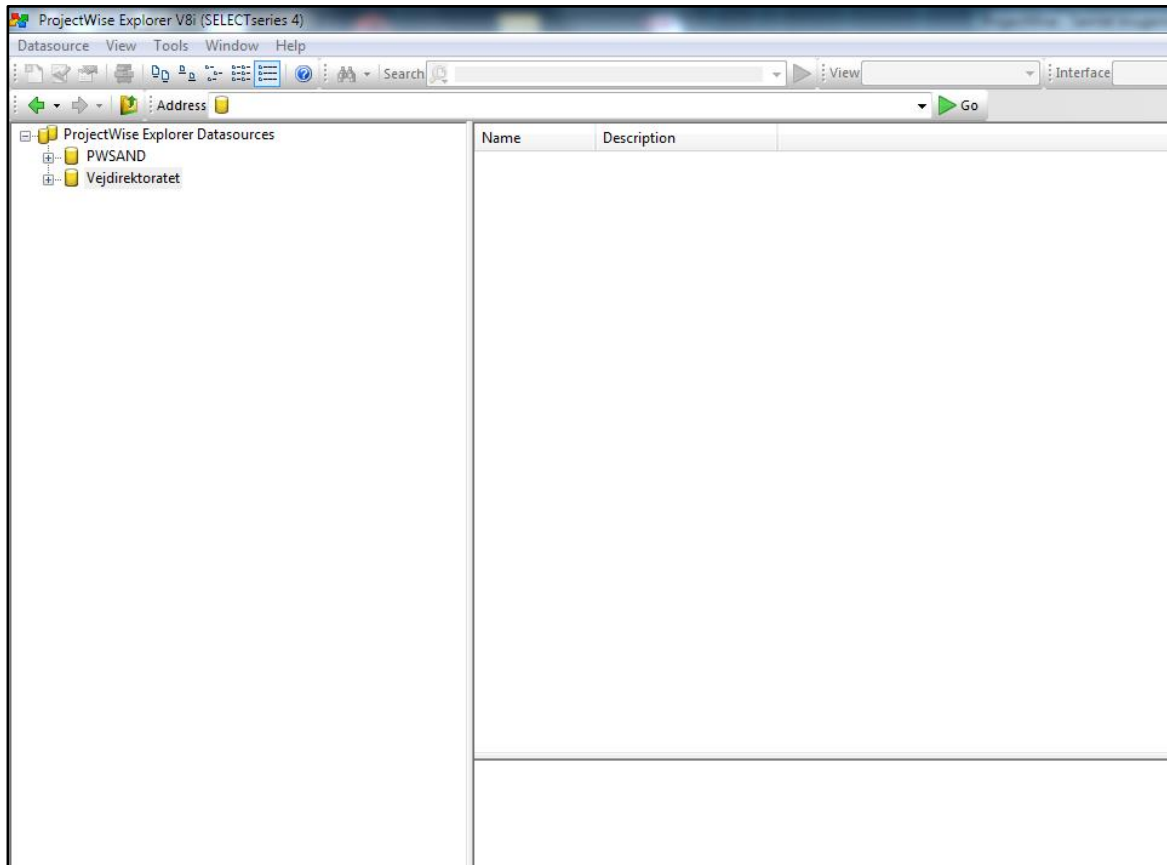 ProjectWise Explorer V8i (SELECTseries 4)
Datasource View Tools Window Help
Search View Interface
Address Go
ProjectWise Explorer Datasources
PWSAND
Vejdirektoratet
Name Description